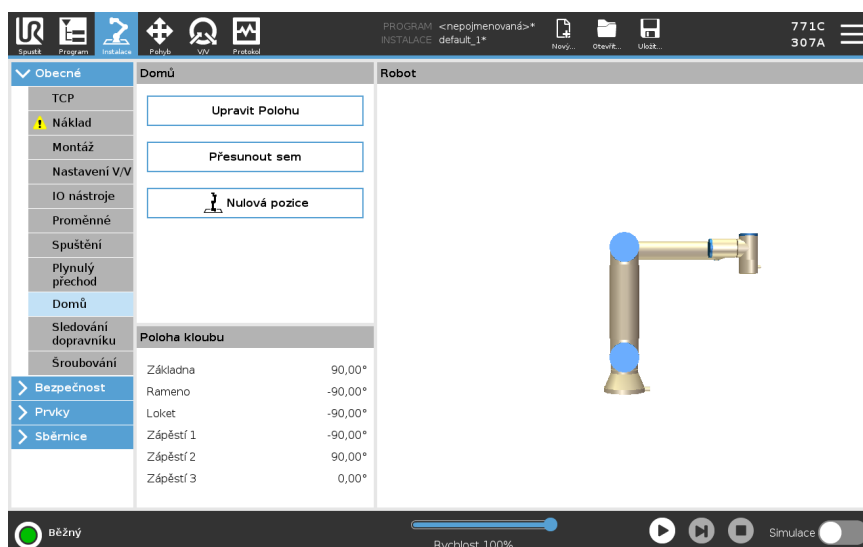 UR
Spustit
Program
Instalace
Pohyb
V/V
Protokol
PROGRAM <nepojmenovaná>*
INSTALACE default_1*
Nový...
Otevřít...
Uložit...
771C
307A
Obecné
TCP
Náklad
Montáž
Nastavení V/V
IO nástroje
Proměnné
Spuštění
Plynulý
přechod
Domů
Sledování
dopravníku
Šroubování
Bezpečnost
Prvky
Sběrnice
Domů
Upravit Polohu
Přesunout sem
Nulová pozice
Poloha kloubu
Základna 90,00°
Rameno -90,00°
Loket -90,00°
Zápěstí 1 -90,00°
Zápěstí 2 90,00°
Zápěstí 3 0,00°
Robot
Běžný
Rychlost 100%
Simulace